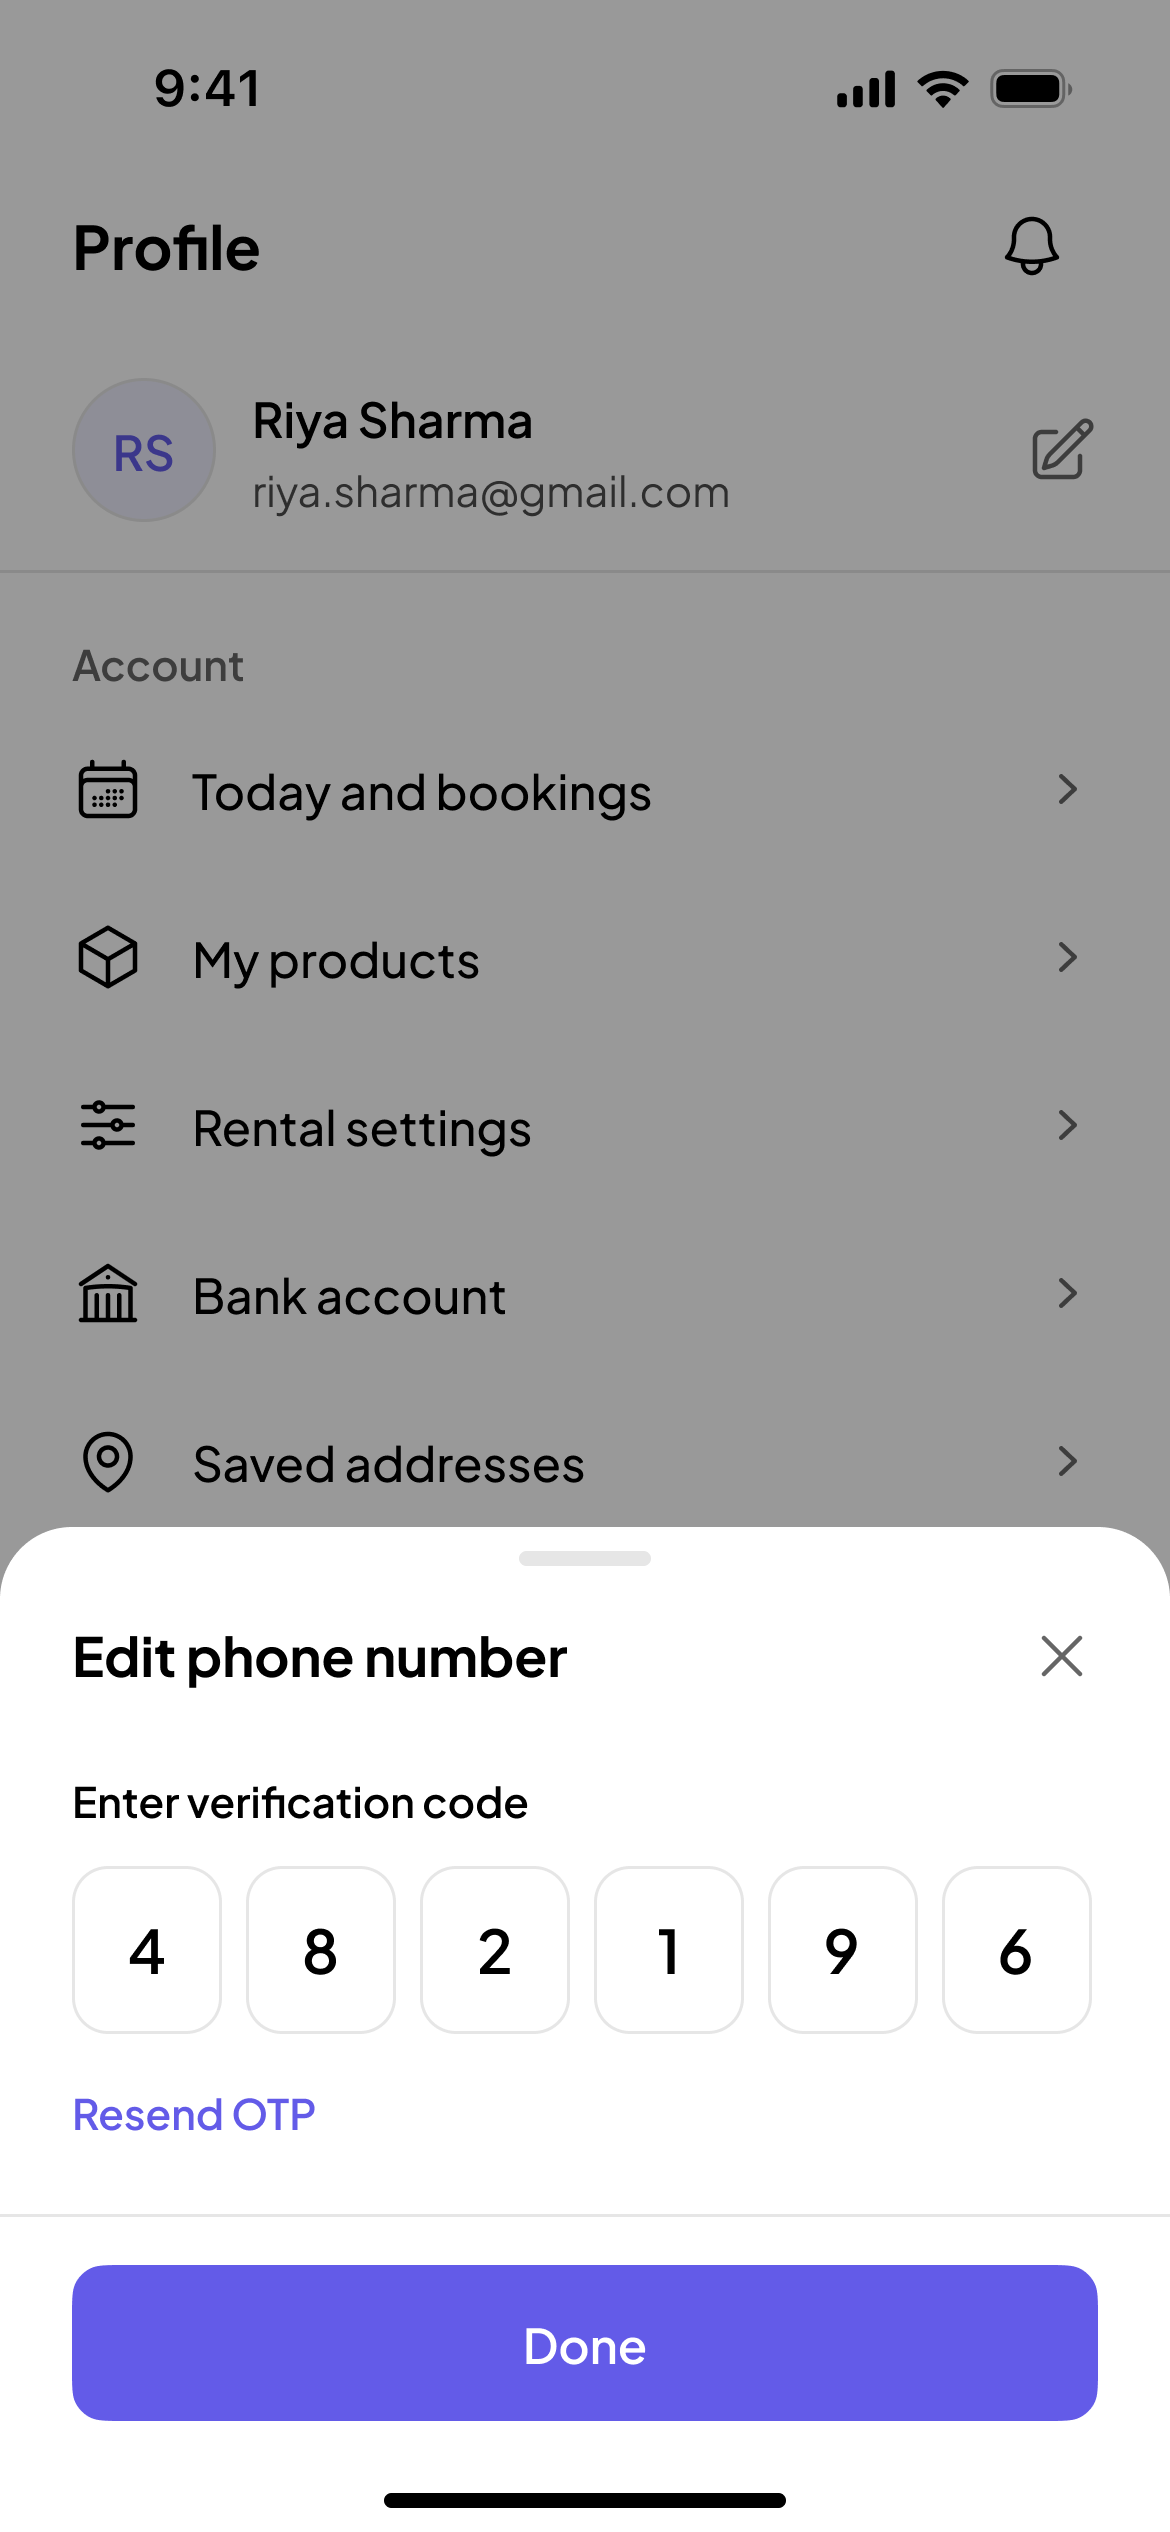 9:41
Profile
RS
Riya Sharma
riya.sharma@gmail.com
Account
Today and bookings
My products
Rental settings
Bank account
Saved addresses
Edit phone number
Enter verification code
4 8 2 1 9 6
Resend OTP
Done